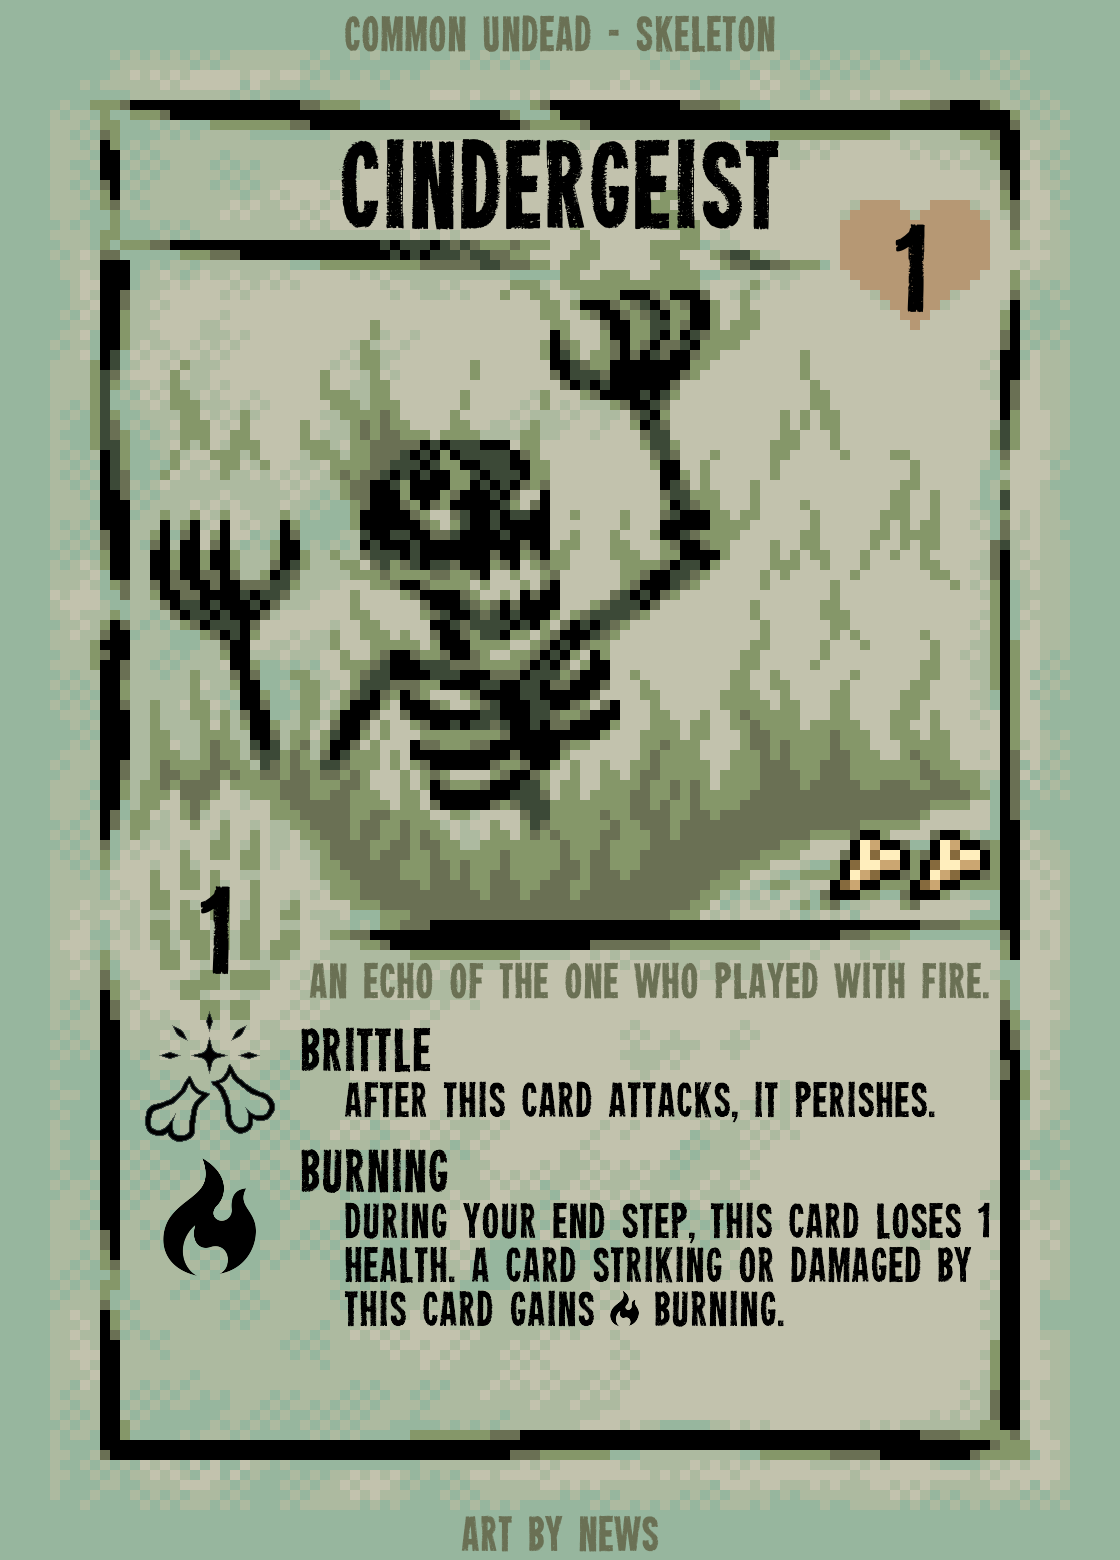 COMMON UNDEAD - SKELETON
CINDERGEIST
1
1
AN ECHO OF THE ONE WHO PLAYED WITH FIRE.
BRITTLE
AFTER THIS CARD ATTACKS, IT PERISHES.
BURNING
DURING YOUR END STEP, THIS CARD LOSES 1
HEALTH. A CARD STRIKING OR DAMAGED BY
THIS CARD GAINS BURNING.
ART BY NEWS